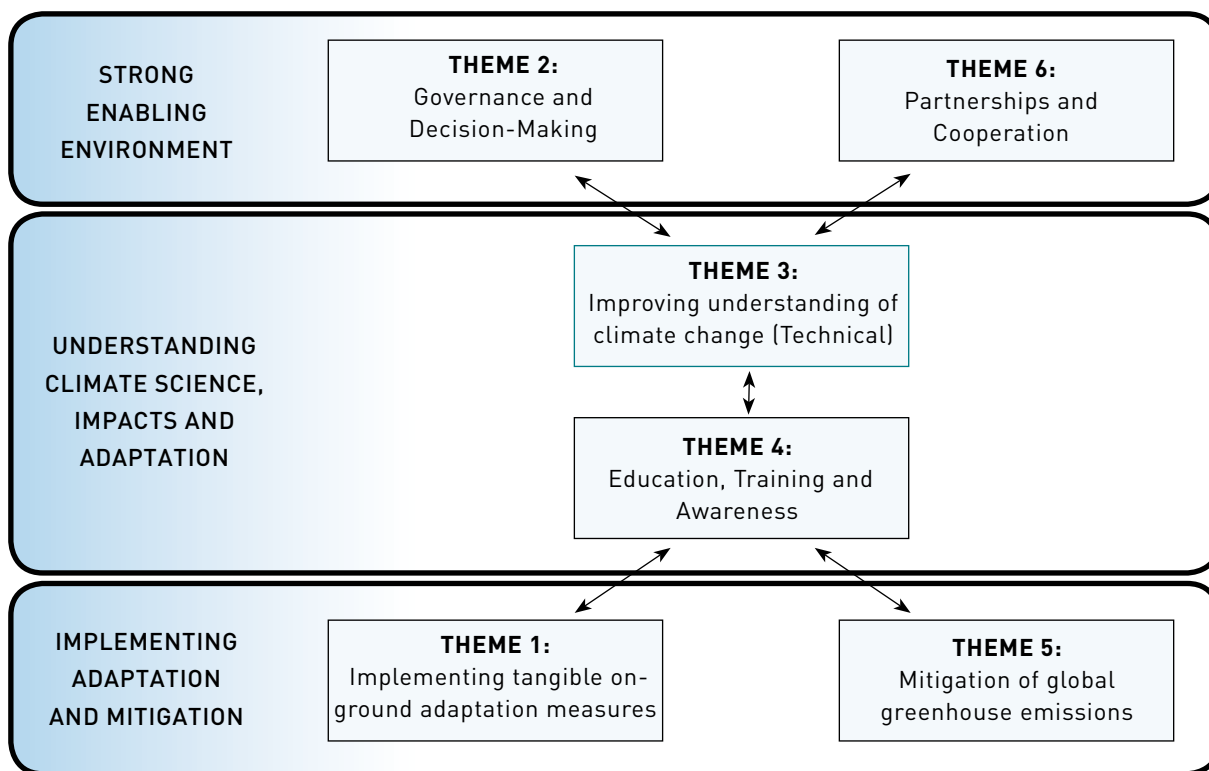 STRONG
ENABLING
ENVIRONMENT
THEME 2:
Governance and
Decision-Making
THEME 6:
Partnerships and
Cooperation
UNDERSTANDING
CLIMATE SCIENCE,
IMPACTS AND
ADAPTATION
THEME 3:
Improving understanding of
climate change (Technical)
THEME 4:
Education, Training and
Awareness
IMPLEMENTING
ADAPTATION
AND MITIGATION
THEME 1:
Implementing tangible on-
ground adaptation measures
THEME 5:
Mitigation of global
greenhouse emissions